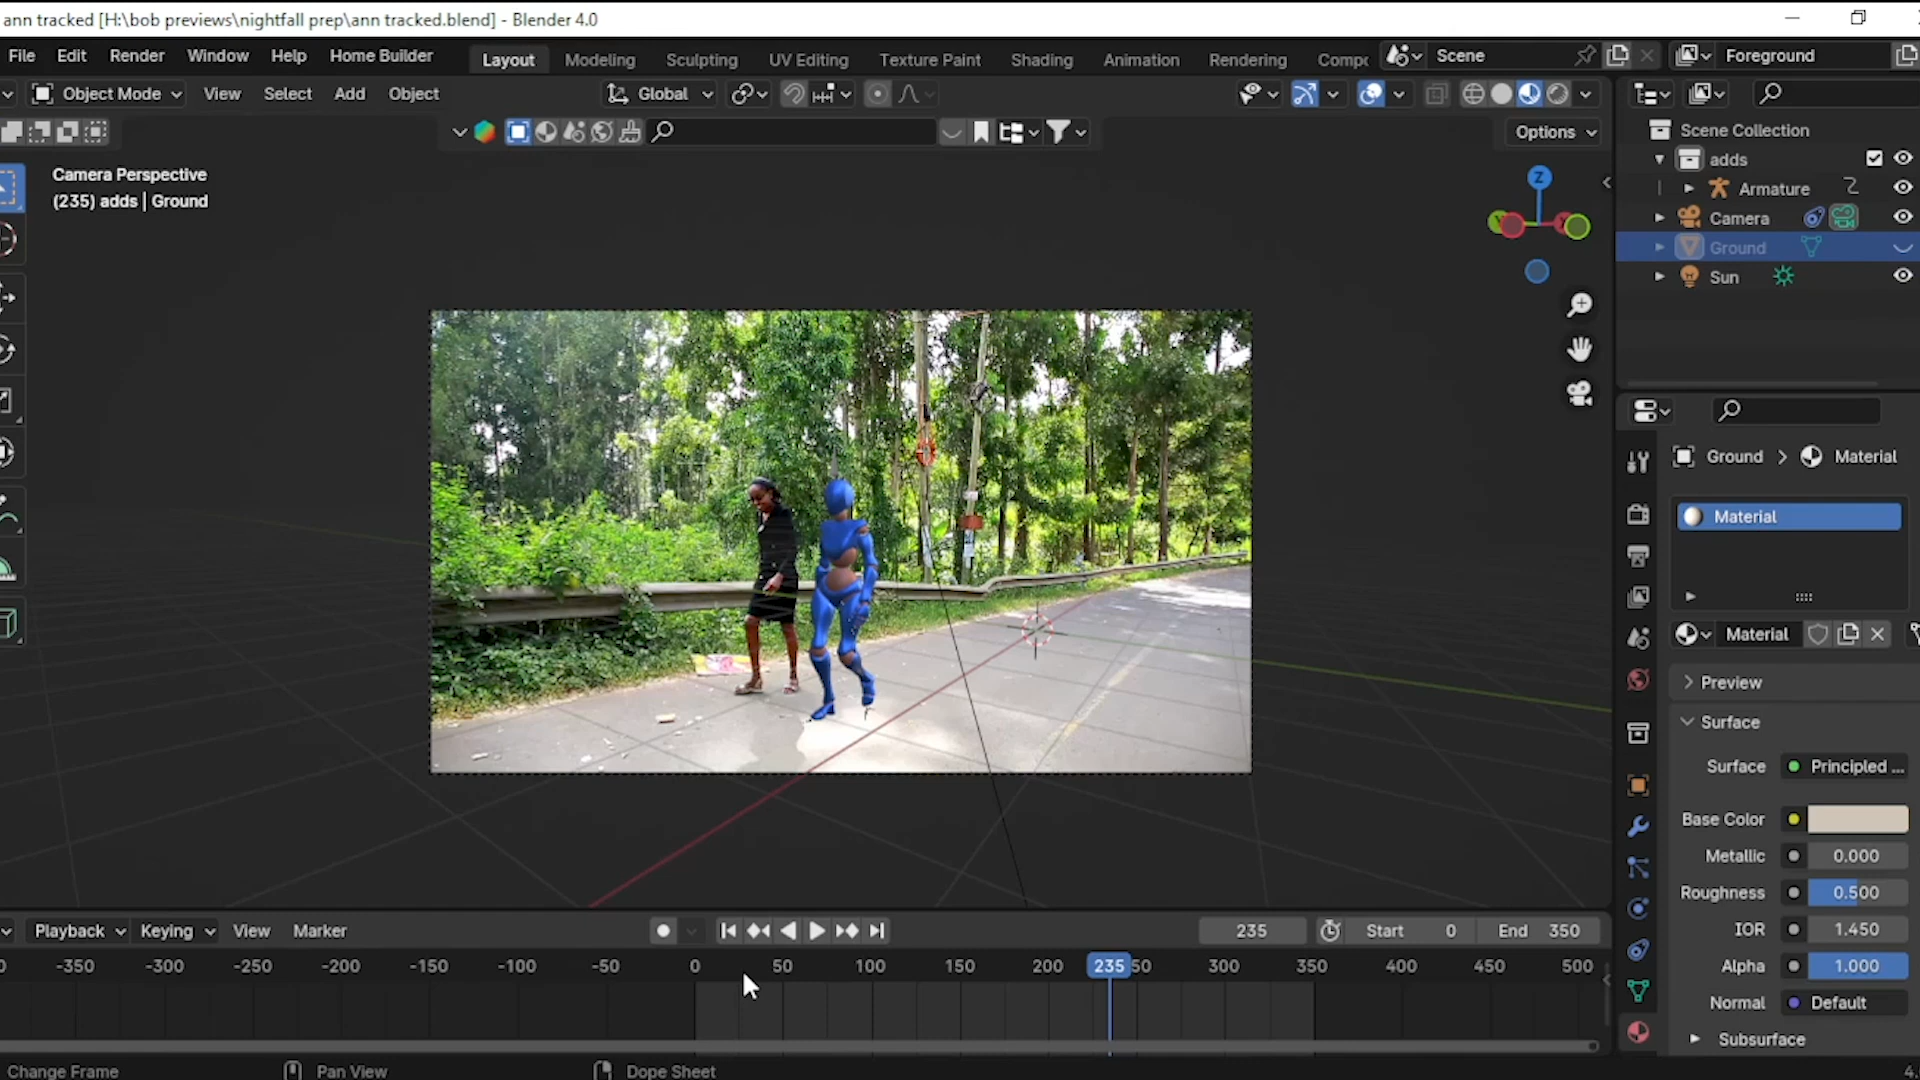 ann tracked [H:\bob previews\nightfall prep\ann tracked.blend] - Blender 4.0
File Edit Render Window Help Home Builder Layout Modeling Sculpting UV Editing Texture Paint Shading Animation Rendering Scene Foreground
Object Mode View Select Add Object Global
Options
Camera Perspective
(235) adds | Ground
Z
Scene Collection
adds
Armature
Camera
Ground
Sun
Ground > Material
Material
Material
Preview
Surface
Surface Principled ...
Base Color
Metallic 0.000
Roughness 0.500
IOR 1.450
Alpha 1.000
Normal Default
Subsurface
Playback Keying View Marker 235 Start 0 End 350
-350 -300 -250 -200 -150 -100 -50 0 50 100 150 200 235 50 300 350 400 450 500
Change Frame Pan View Dope Sheet 4.